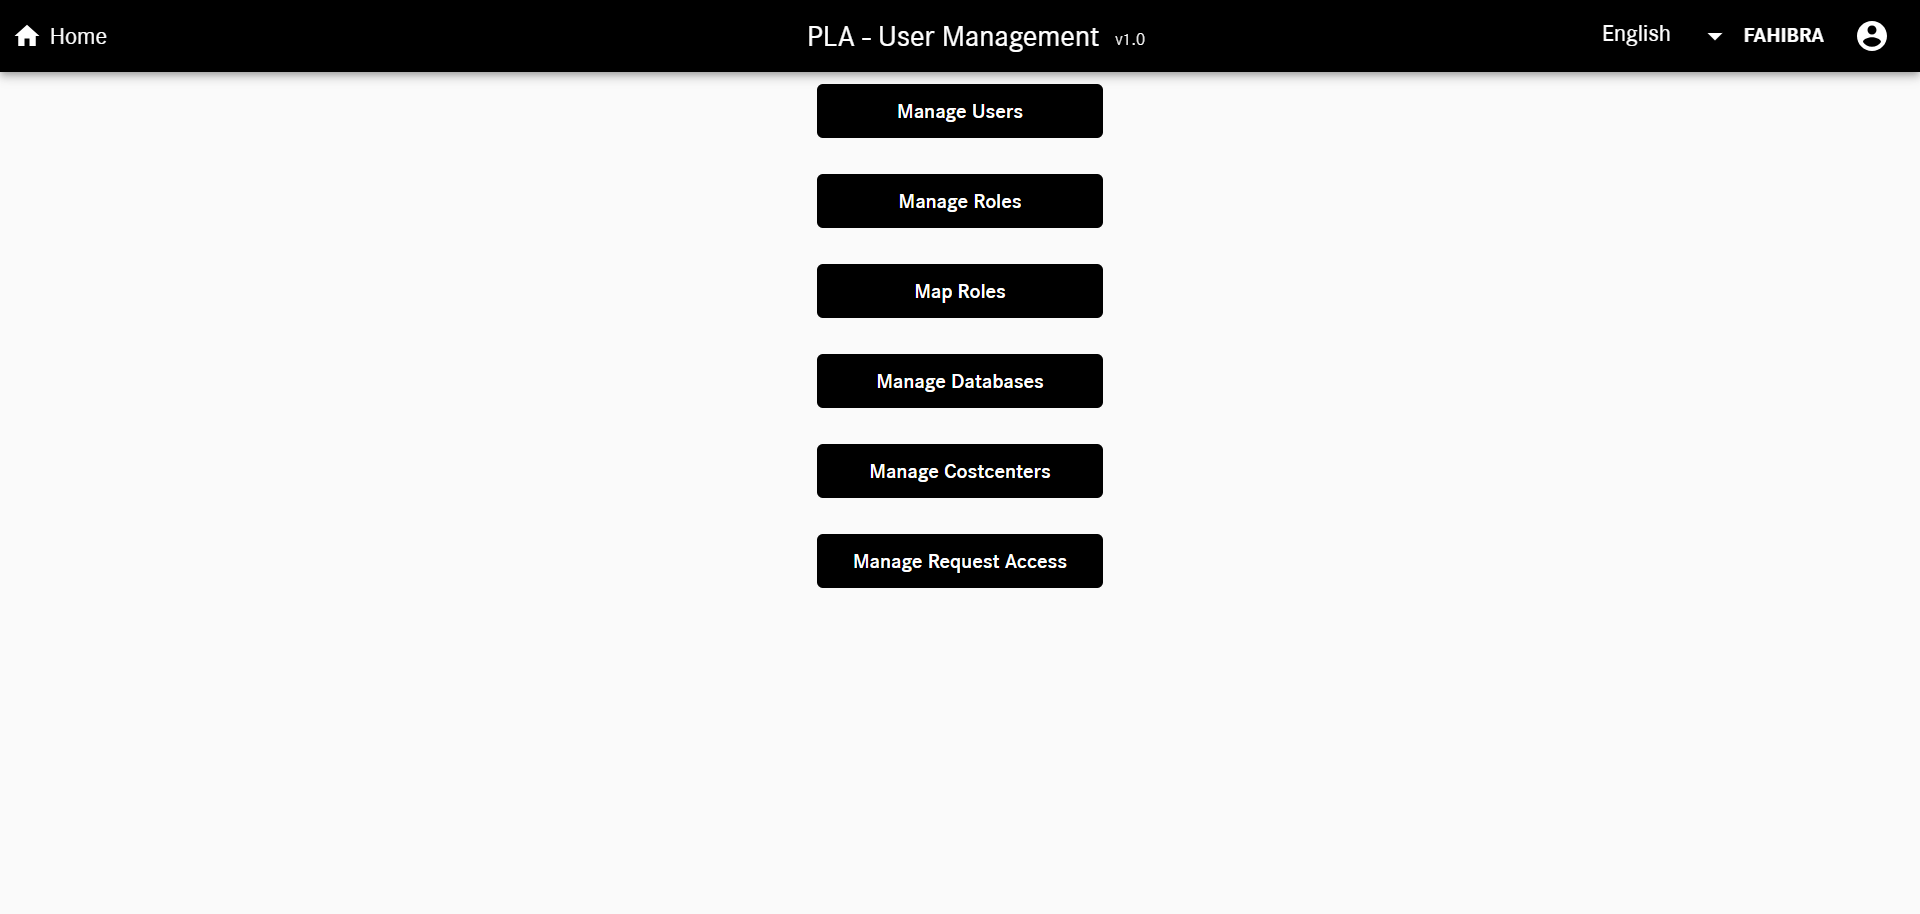 Home
PLA - User Management v1.0
English
FAHIBRA
Manage Users
Manage Roles
Map Roles
Manage Databases
Manage Costcenters
Manage Request Access